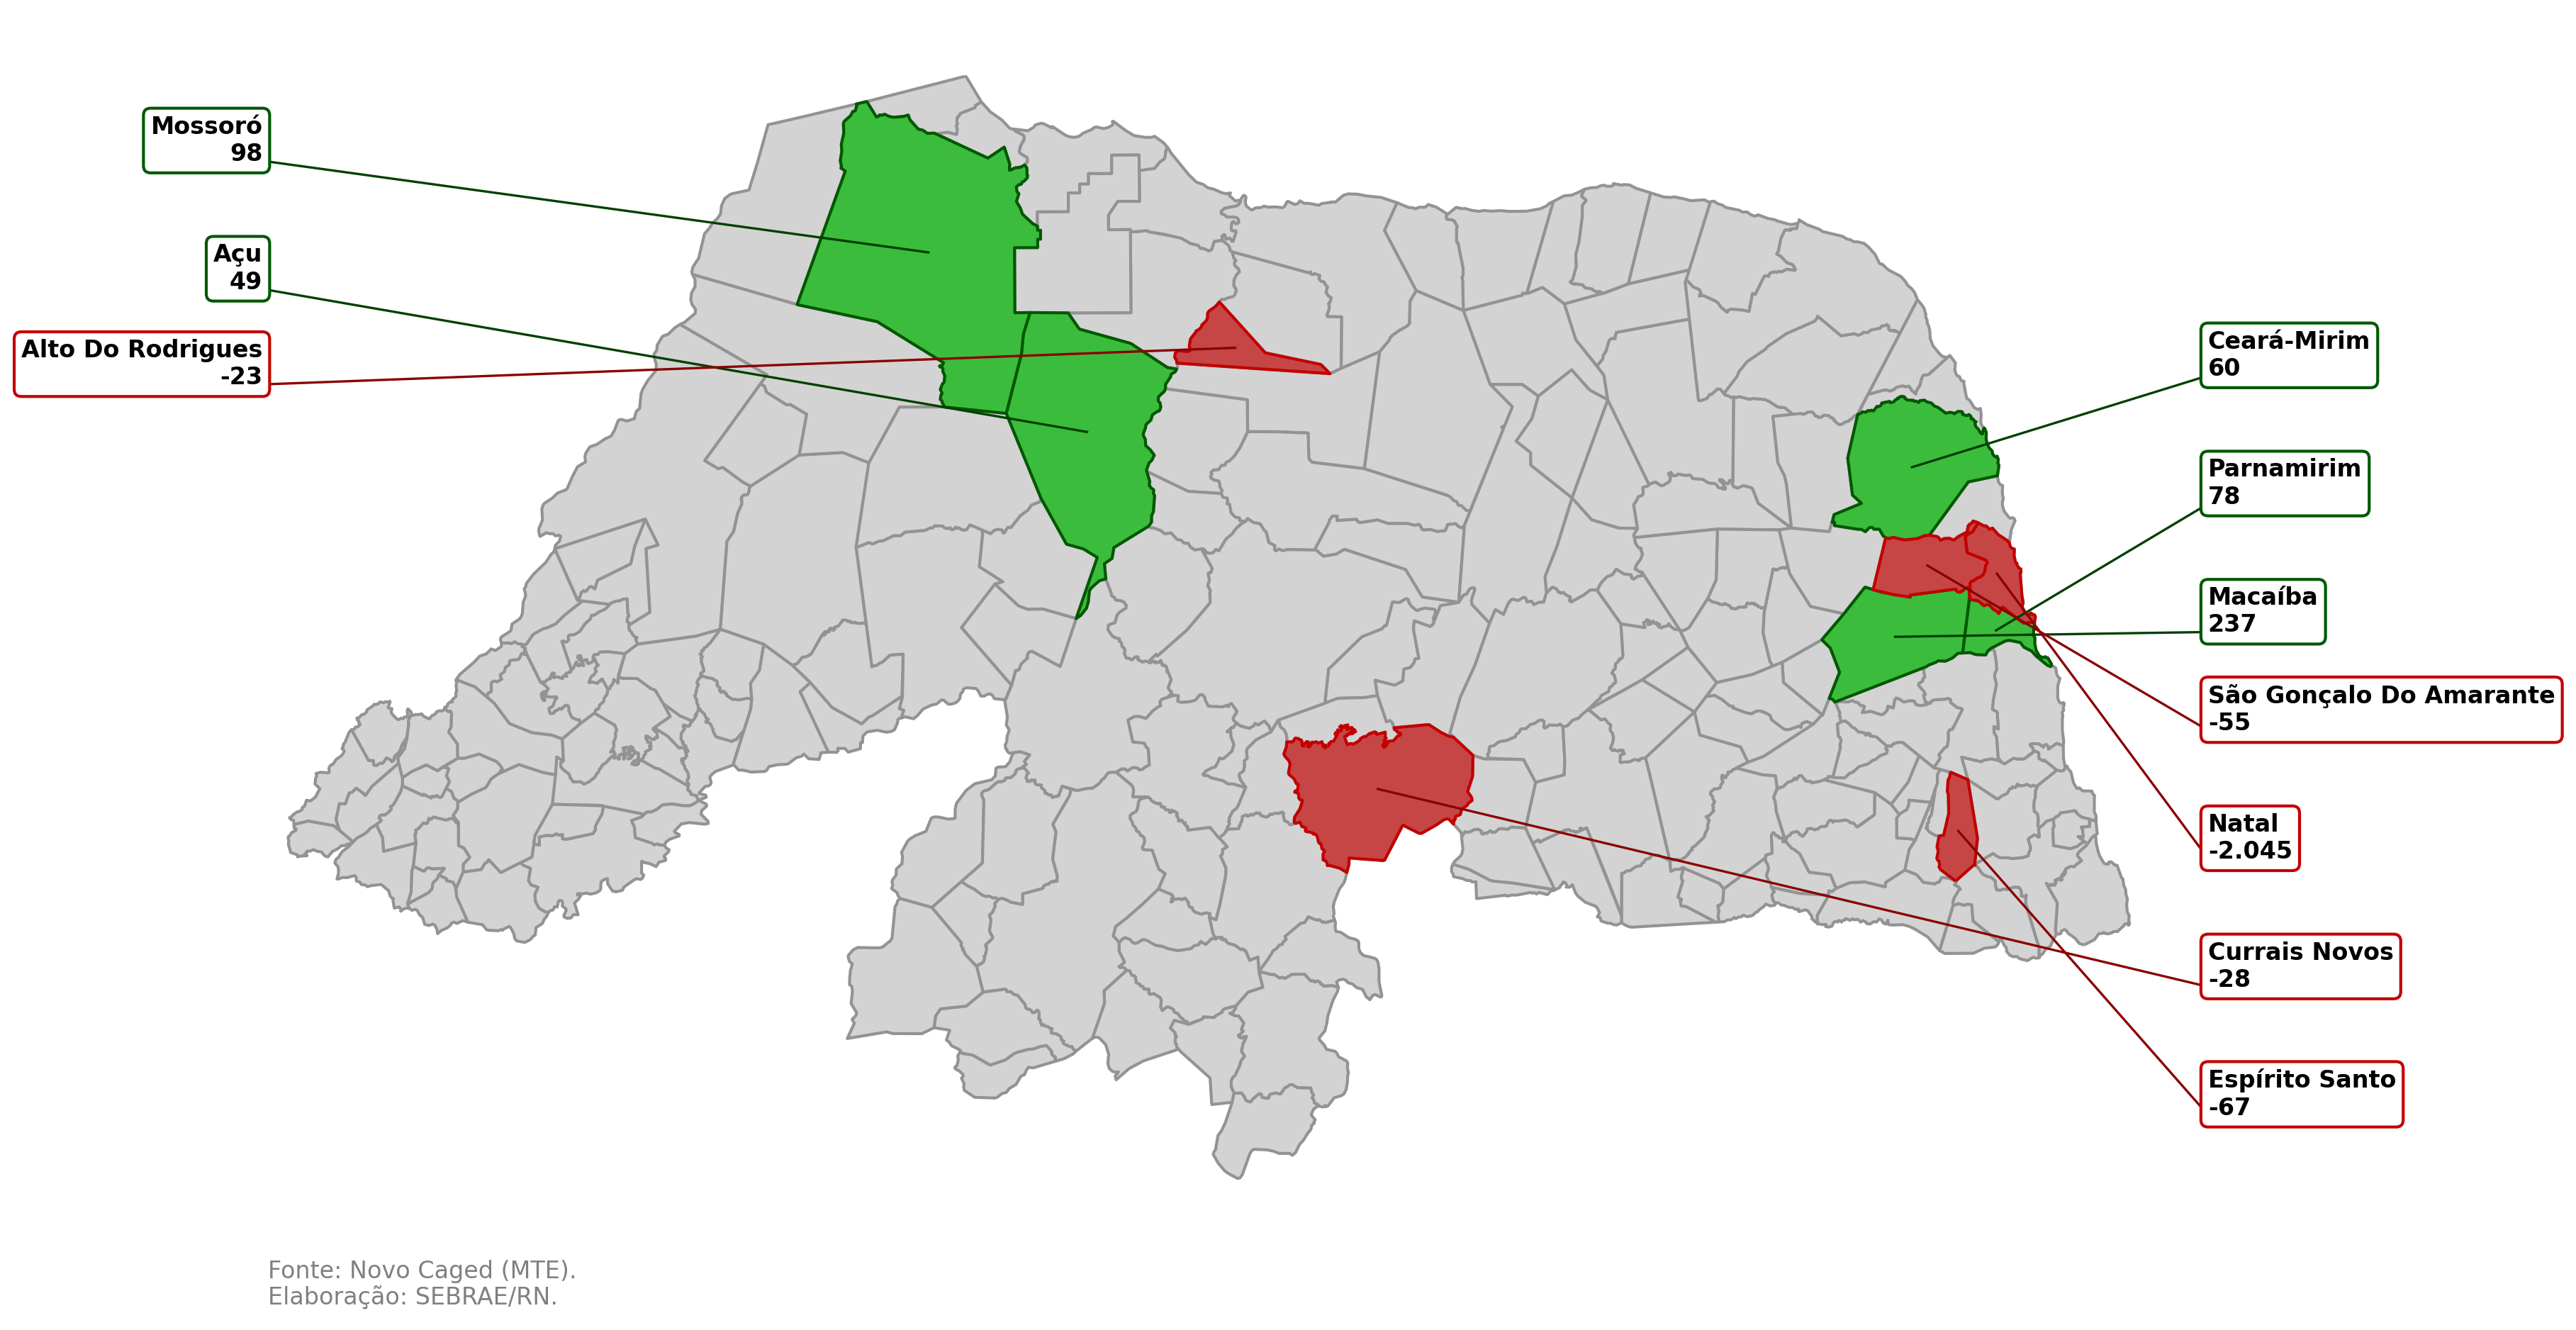 Mossoró
98
Açu
49
Alto Do Rodrigues
-23
Ceará-Mirim
60
Parnamirim
78
Macaíba
237
São Gonçalo Do Amarante
-55
Natal
-2.045
Currais Novos
-28
Espírito Santo
-67
Fonte: Novo Caged (MTE).
Elaboração: SEBRAE/RN.